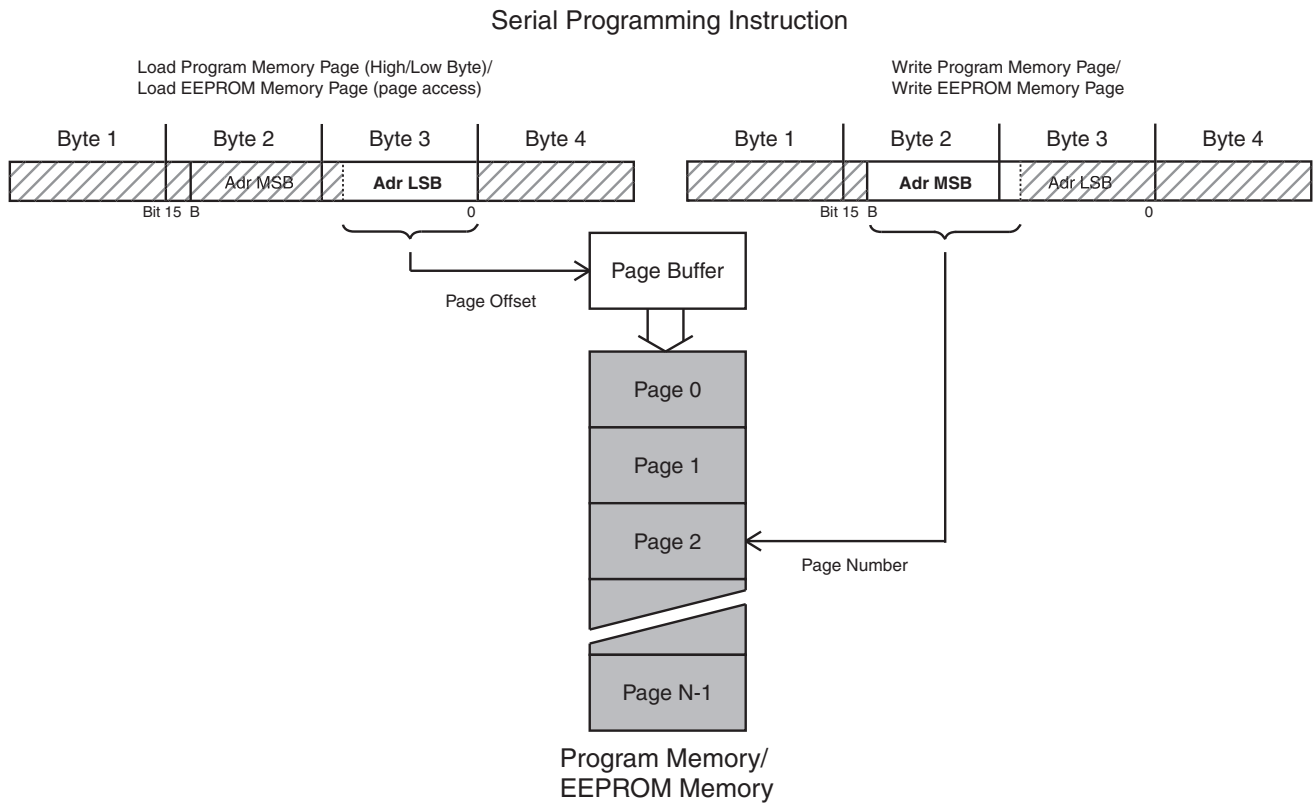 Serial Programming Instruction
Load Program Memory Page (High/Low Byte)/
Load EEPROM Memory Page (page access)
Write Program Memory Page/
Write EEPROM Memory Page
Byte 1 Byte 2 Byte 3 Byte 4
Byte 1 Byte 2 Byte 3 Byte 4
Adr MSB Adr LSB
Adr MSB Adr LSB
Bit 15 B 0
Bit 15 B 0
Page Buffer
Page Offset
Page 0
Page 1
Page 2
Page Number
Page N-1
Program Memory/
EEPROM Memory